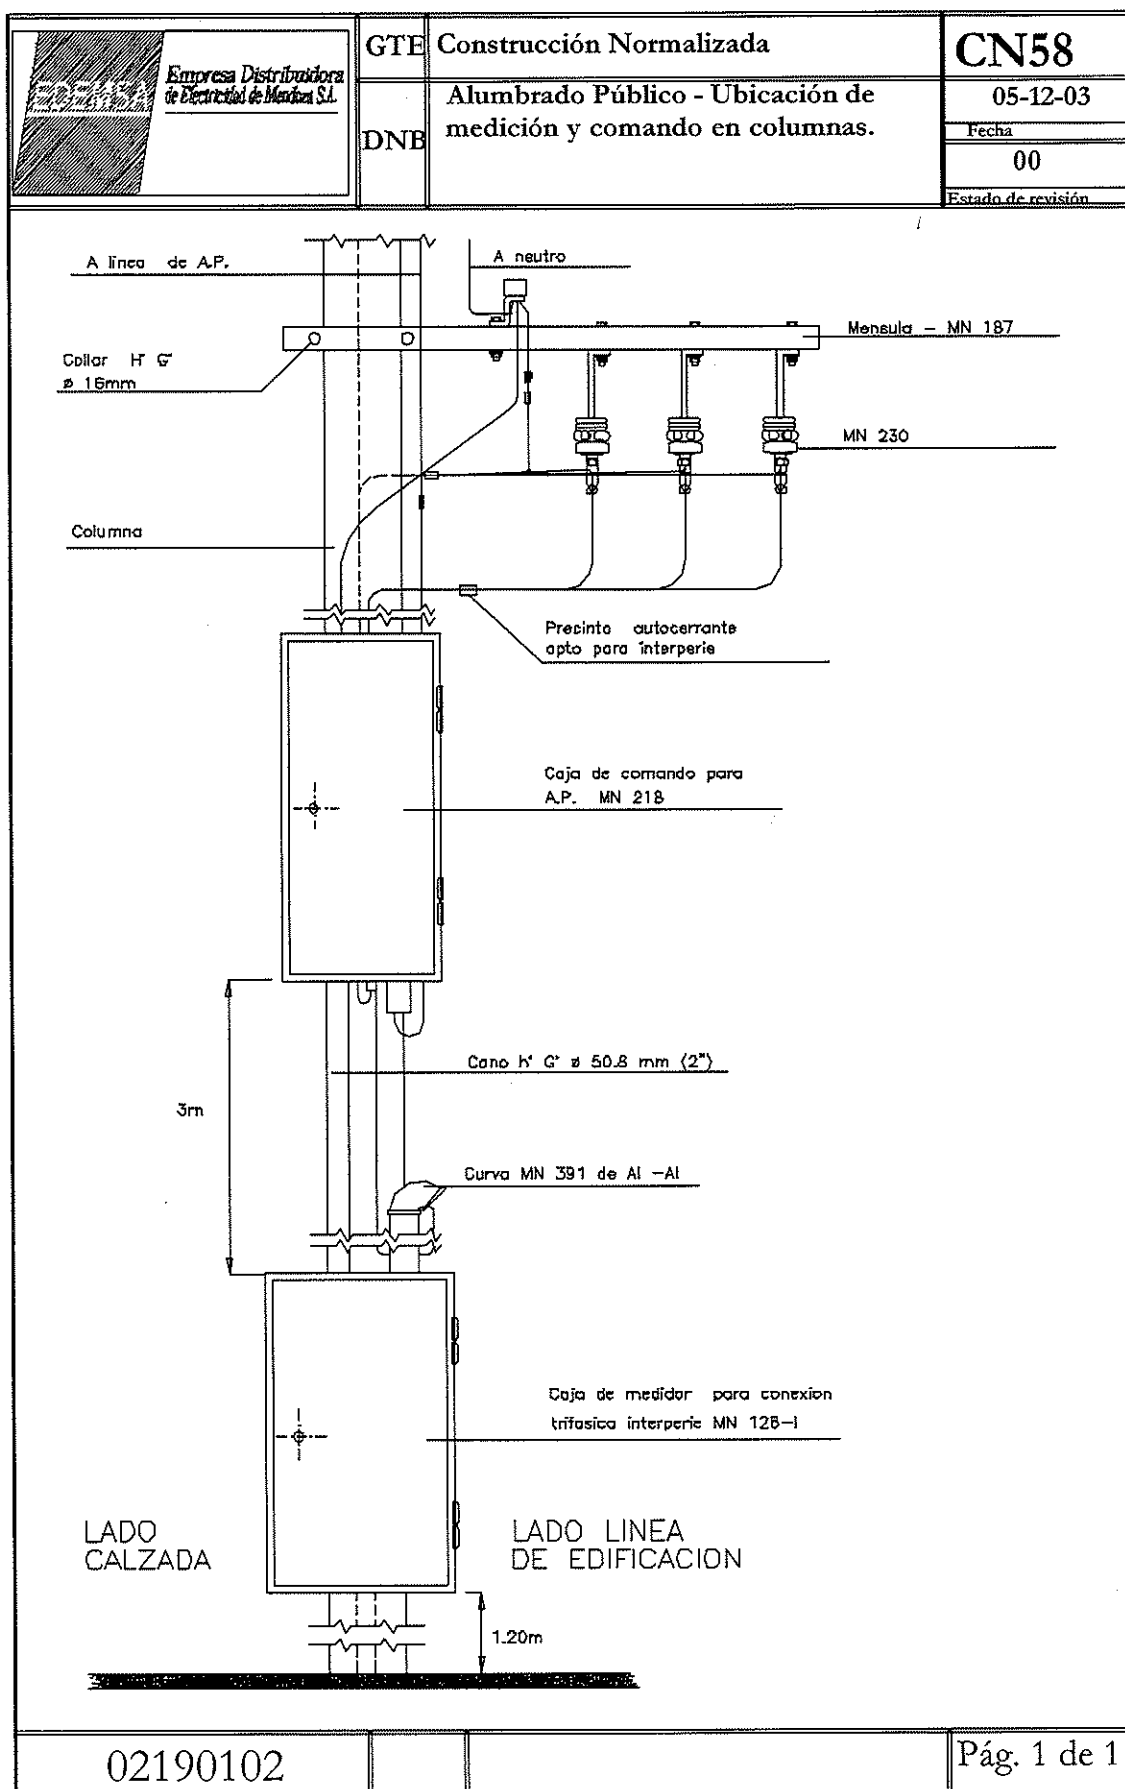 EDEMSA
Empresa Distribuidora
de Electricidad de Mendoza S.A.
GTE
Construcción Normalizada
CN58
DNB
Alumbrado Público - Ubicación de
medición y comando en columnas.
05-12-03
Fecha
00
Estado de revisión
A linea de A.P.
A neutro
Mensula - MN 187
Collar H° G°
ø 16mm
MN 230
Columna
Precinto autocerrante
apto para interperie
Caja de comando para
A.P. MN 218
Cano h° G° ø 50.8 mm (2")
3m
Curva MN 391 de Al -Al
Caja de medidor para conexion
trifasica interperie MN 128-I
LADO
CALZADA
LADO LINEA
DE EDIFICACION
1.20m
02190102
Pág. 1 de 1